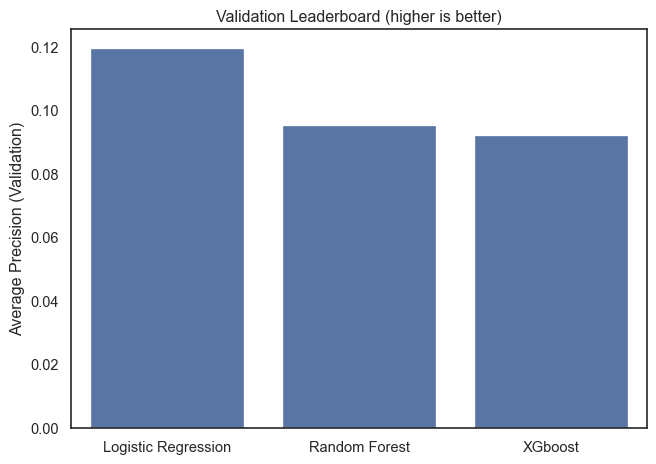 Validation Leaderboard (higher is better)
Average Precision (Validation)
0.12
0.10
0.08
0.06
0.04
0.02
0.00
Logistic Regression
Random Forest
XGboost